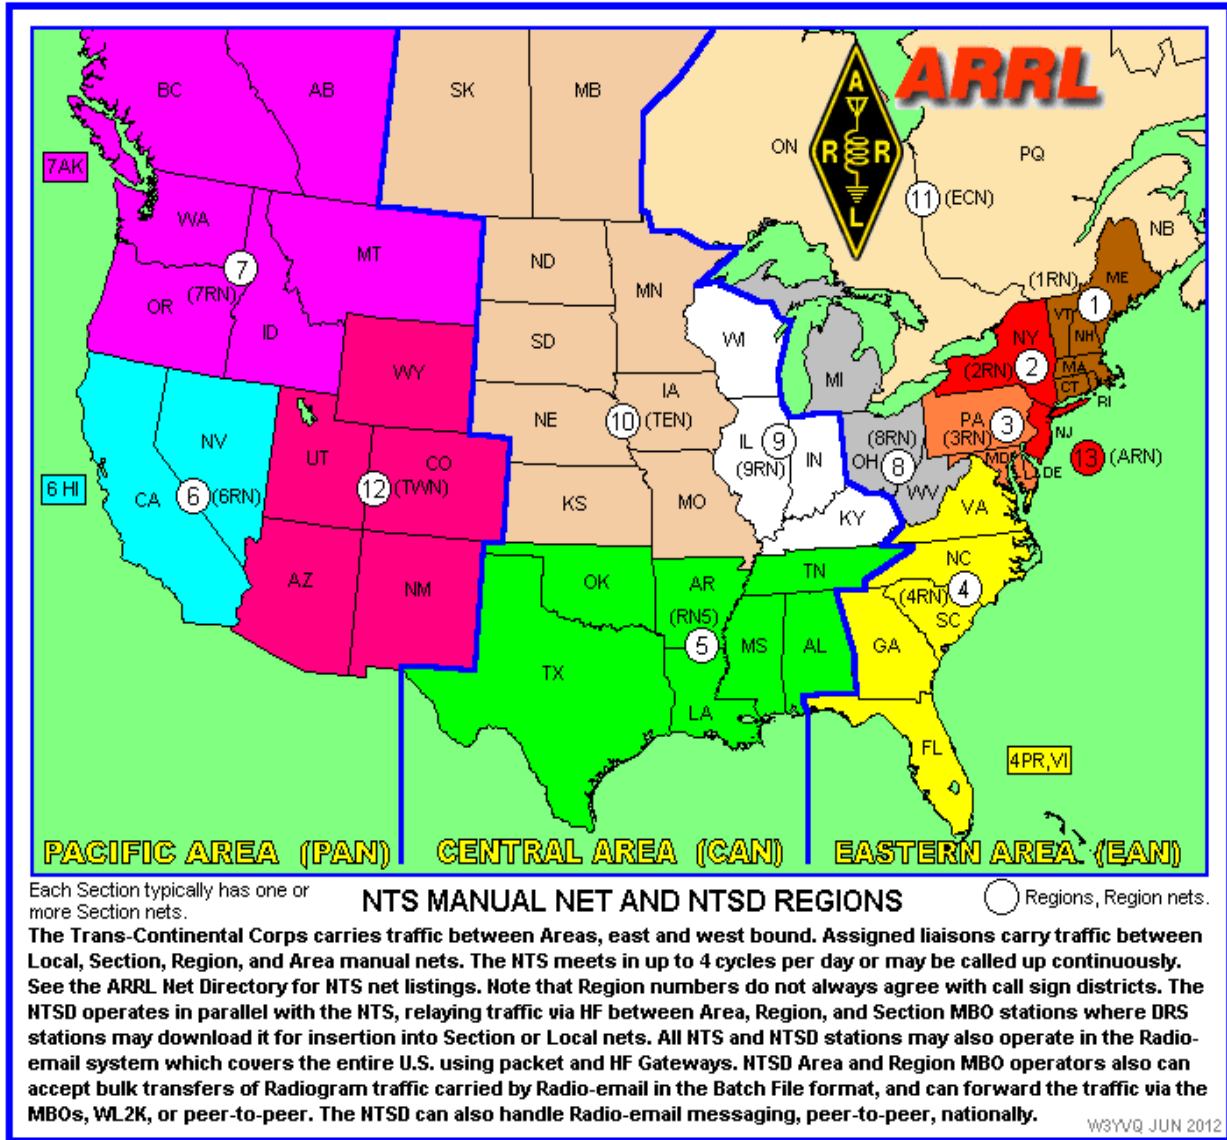 ARRL
A
R R
L
BC
AB
SK
MB
ON
PQ
7AK
11 (ECN)
NB
WA
MT
ND
MN
(1RN)
ME
7
(7RN)
OR
ID
1
VT
NH
NY
SD
WI
(2RN) 2
MA
CT
RI
WY
MI
IA
NE
10 (TEN)
PA
3
(3RN)
NJ
NV
UT
CO
IL
9
(9RN)
IN
(8RN)
OH 8
MD
DE
13 (ARN)
6 HI
CA
6 (6RN)
12 (TWN)
KS
MO
KY
WV
VA
AZ
NM
OK
AR
TN
NC
(RN5)
5
(4RN) 4
SC
MS
AL
GA
TX
LA
FL
4PR,VI
PACIFIC AREA (PAN)
CENTRAL AREA (CAN)
EASTERN AREA (EAN)
Each Section typically has one or
more Section nets.
NTS MANUAL NET AND NTSD REGIONS
Regions, Region nets.
The Trans-Continental Corps carries traffic between Areas, east and west bound. Assigned liaisons carry traffic between
Local, Section, Region, and Area manual nets. The NTS meets in up to 4 cycles per day or may be called up continuously.
See the ARRL Net Directory for NTS net listings. Note that Region numbers do not always agree with call sign districts. The
NTSD operates in parallel with the NTS, relaying traffic via HF between Area, Region, and Section MBO stations where DRS
stations may download it for insertion into Section or Local nets. All NTS and NTSD stations may also operate in the Radio-
email system which covers the entire U.S. using packet and HF Gateways. NTSD Area and Region MBO operators also can
accept bulk transfers of Radiogram traffic carried by Radio-email in the Batch File format, and can forward the traffic via the
MBOs, WL2K, or peer-to-peer. The NTSD can also handle Radio-email messaging, peer-to-peer, nationally.
W3YVQ JUN 2012